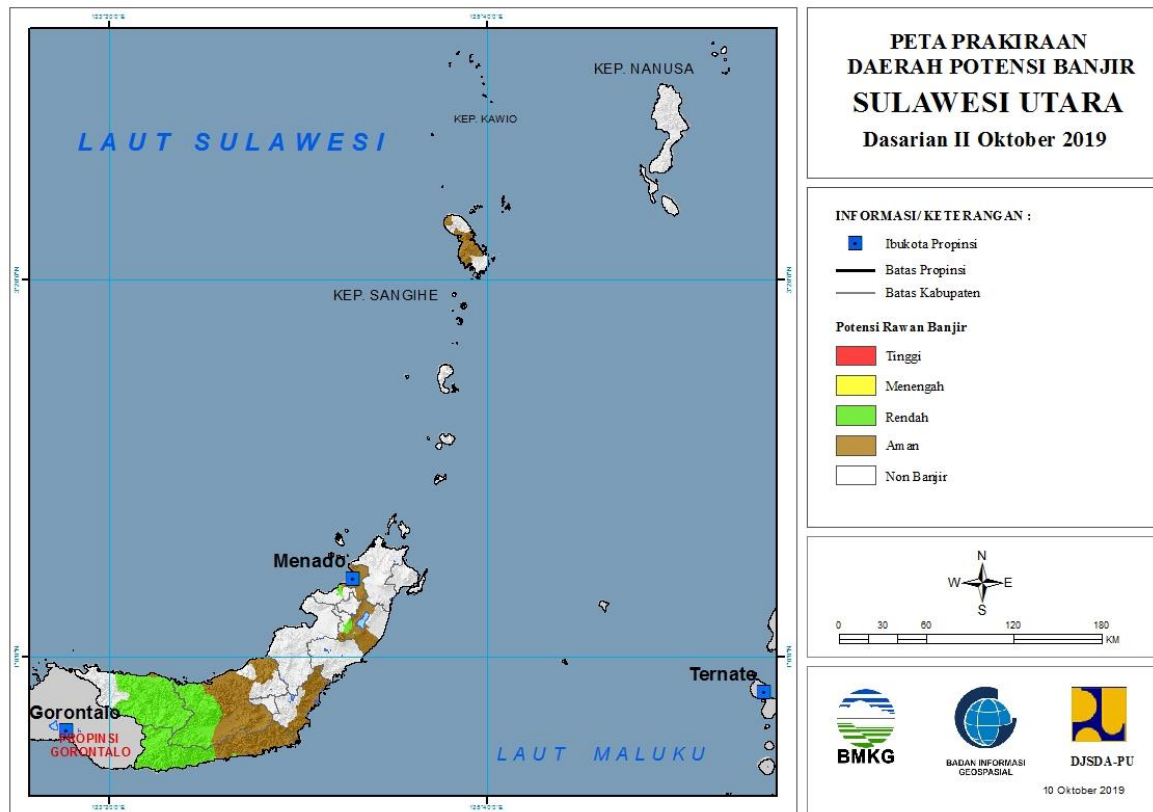 PETA PRAKIRAAN
DAERAH POTENSI BANJIR
SULAWESI UTARA
Dasarian II Oktober 2019
KEP. NANUSA
KEP. KAWIO
LAUT SULAWESI
KEP. SANGIHE
Menado
Ternate
Gorontalo
PROPINSI
GORONTALO
LAUT MALUKU
INFORMASI/ KETERANGAN :
Ibukota Propinsi
Batas Propinsi
Batas Kabupaten
Potensi Rawan Banjir
Tinggi
Menengah
Rendah
Aman
Non Banjir
N
W E
S
0 30 60 120 180
KM
BMKG
BADAN INFORMASI
GEOSPASIAL
DJSDA-PU
10 Oktober 2019